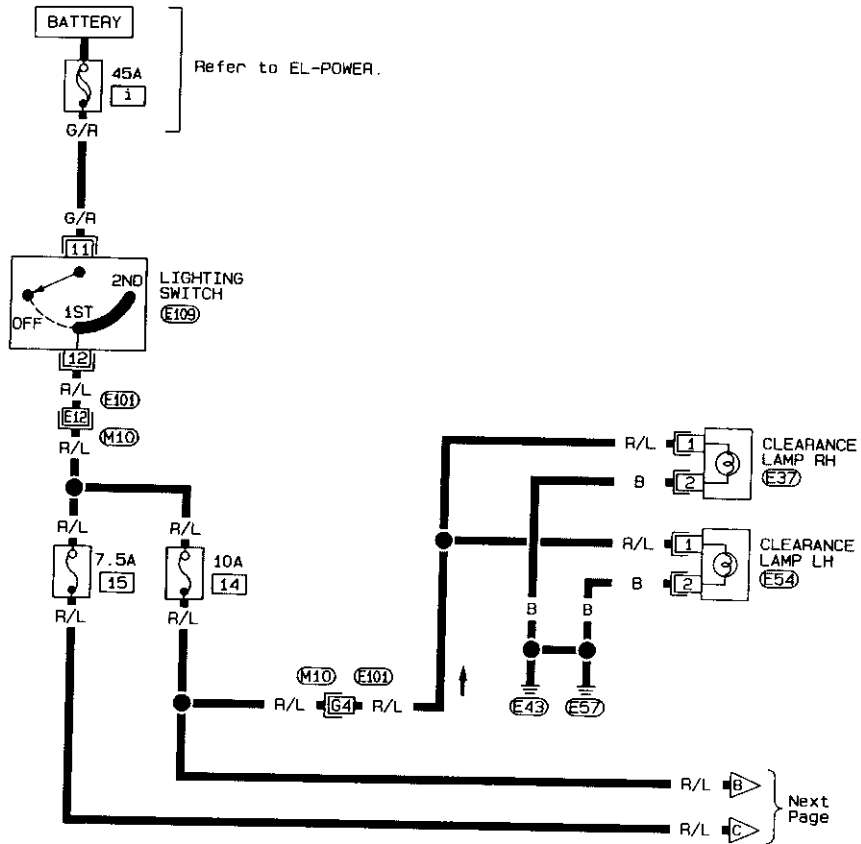 BATTERY
45A
i
Refer to EL-POWER.
G/R
G/R
11
2ND
1ST
OFF
LIGHTING
SWITCH
E109
12
R/L
E101
E12
M10
R/L
R/L
R/L
7.5A
15
10A
14
R/L
R/L
M10
E101
R/L
G4
R/L
R/L
1
B
2
CLEARANCE
LAMP RH
E37
R/L
1
B
2
CLEARANCE
LAMP LH
E54
B
B
E43
E57
R/L
B
R/L
C
Next
Page